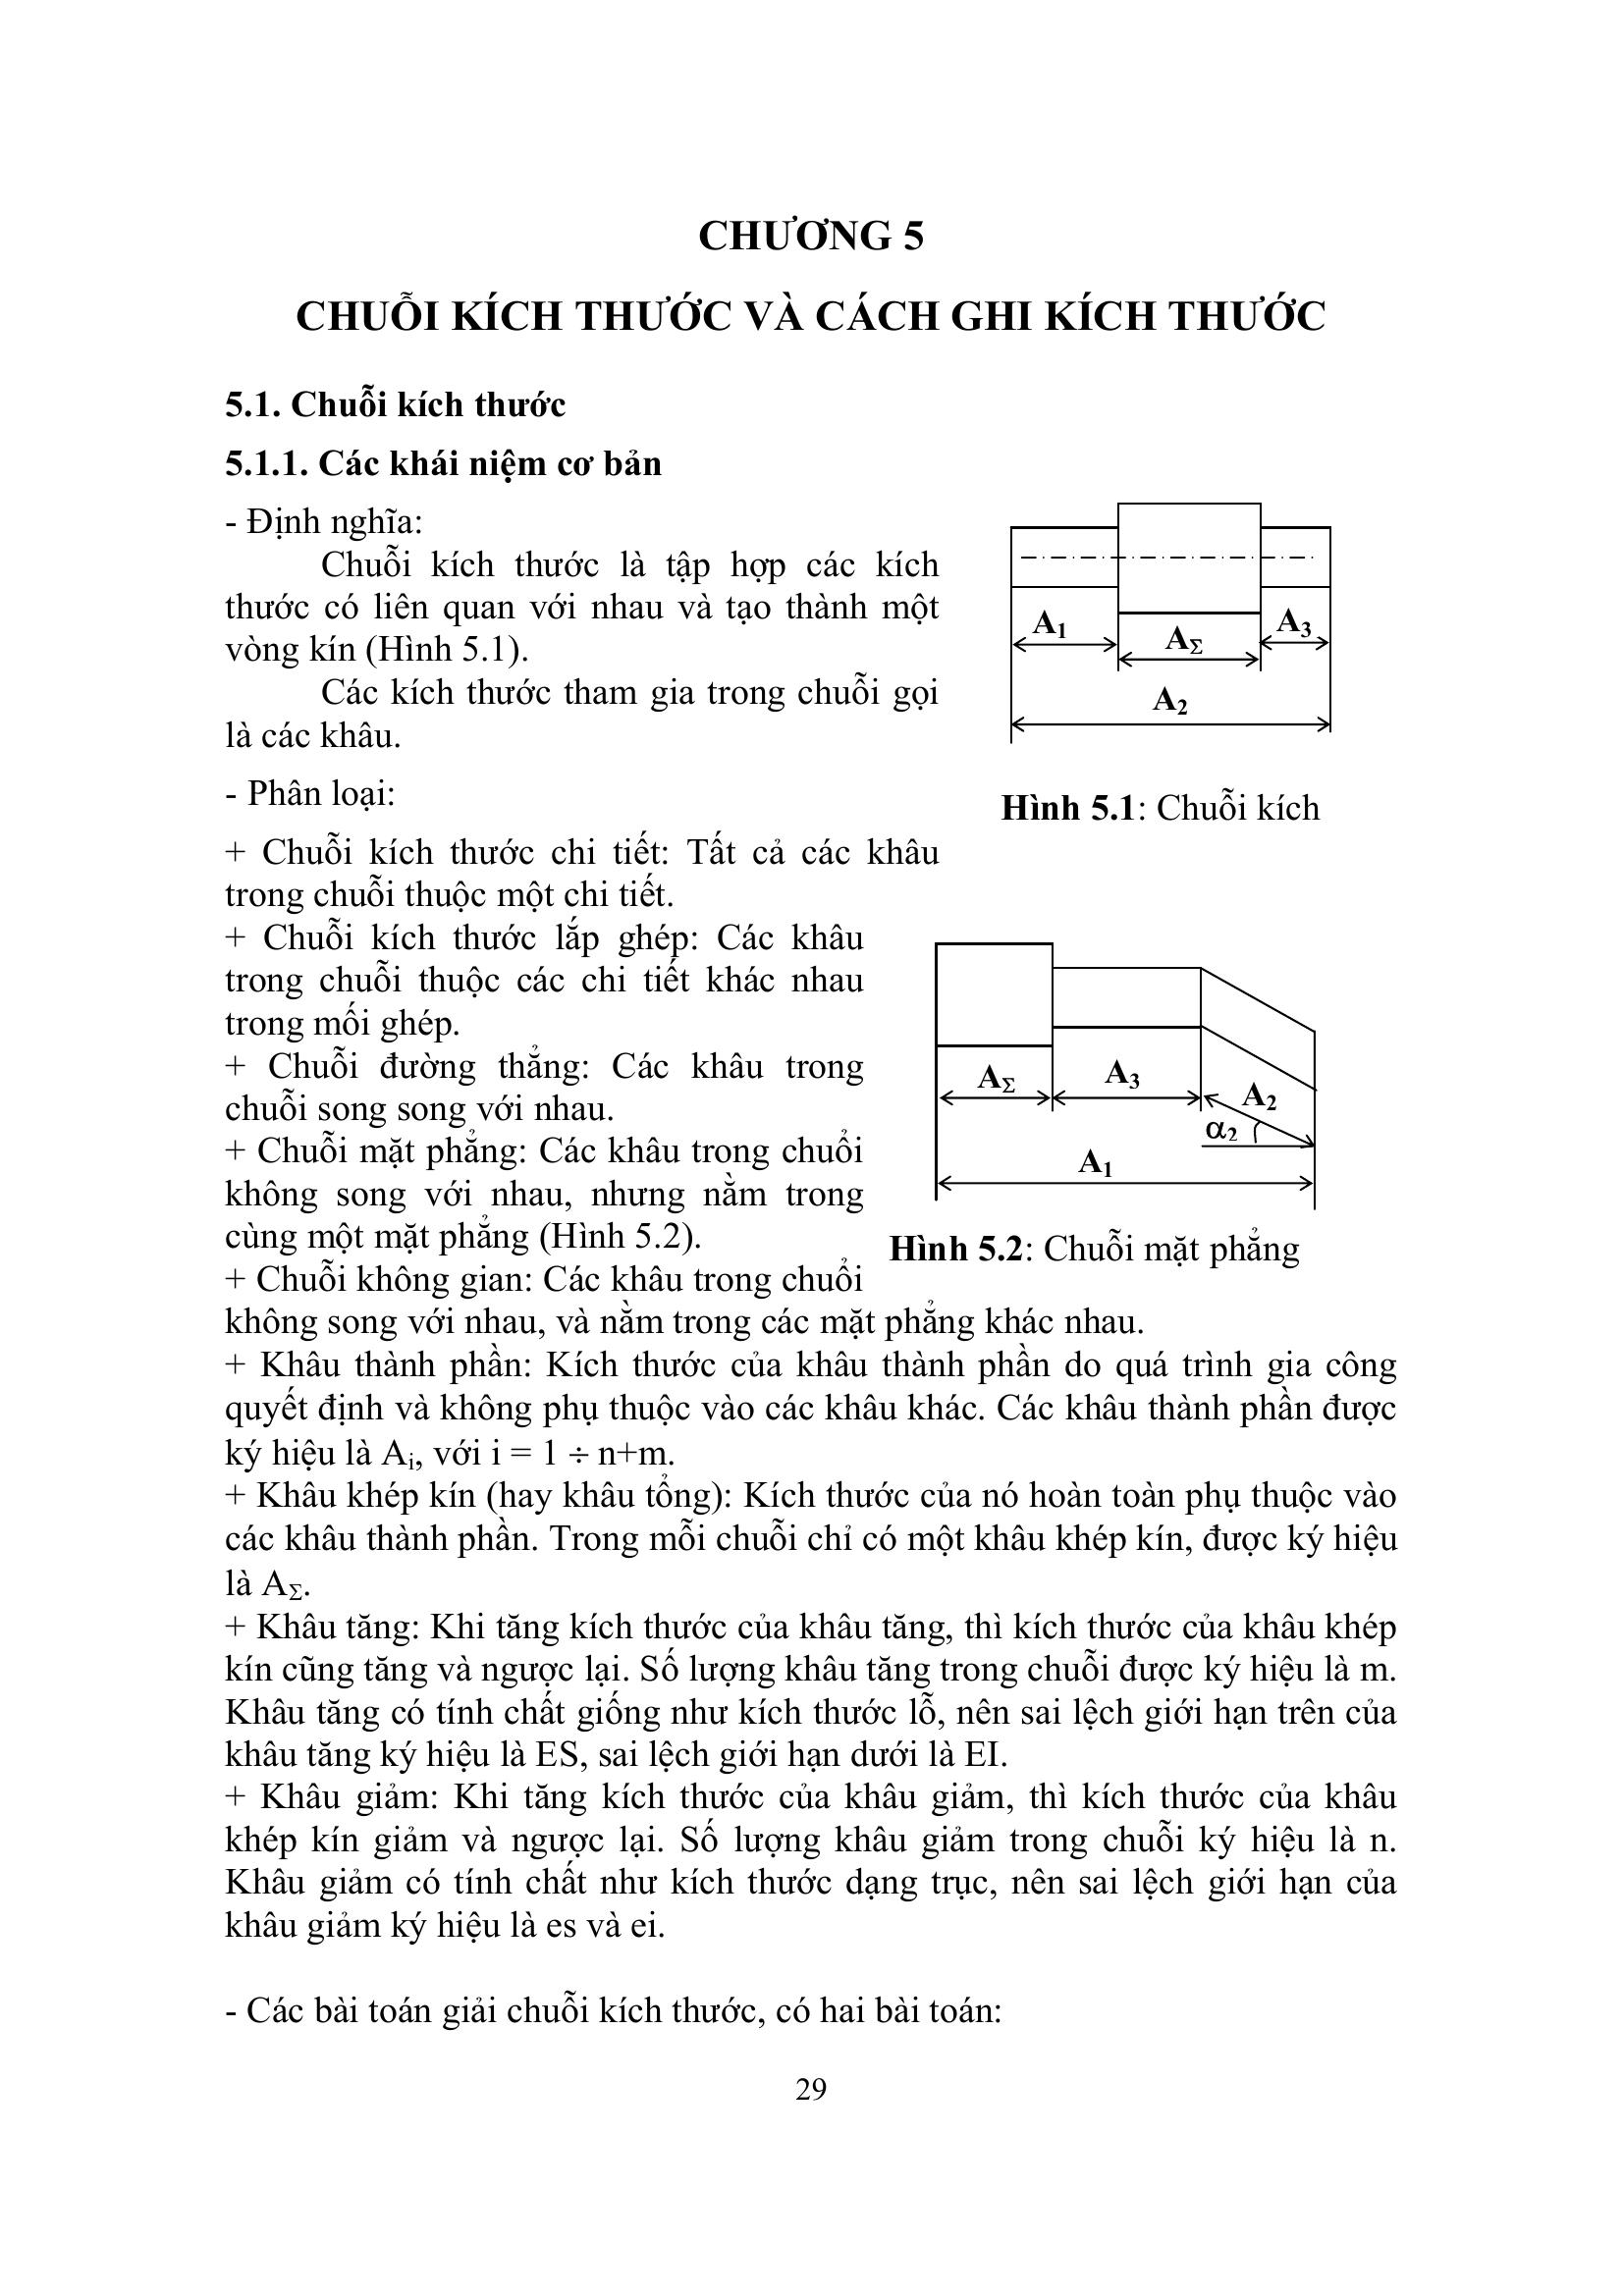 CHƯƠNG 5
CHUỖI KÍCH THƯỚC VÀ CÁCH GHI KÍCH THƯỚC
5.1. Chuỗi kích thước
5.1.1. Các khái niệm cơ bản
- Định nghĩa:
Chuỗi kích thước là tập hợp các kích
thước có liên quan với nhau và tạo thành một
vòng kín (Hình 5.1).
Các kích thước tham gia trong chuỗi gọi
là các khâu.
A1
AΣ
A3
A2
Hình 5.1: Chuỗi kích
- Phân loại:
+ Chuỗi kích thước chi tiết: Tất cả các khâu
trong chuỗi thuộc một chi tiết.
+ Chuỗi kích thước lắp ghép: Các khâu
trong chuỗi thuộc các chi tiết khác nhau
trong mối ghép.
+ Chuỗi đường thẳng: Các khâu trong
chuỗi song song với nhau.
+ Chuỗi mặt phẳng: Các khâu trong chuổi
không song với nhau, nhưng nằm trong
cùng một mặt phẳng (Hình 5.2).
AΣ
A3
A2
α2
A1
Hình 5.2: Chuỗi mặt phẳng
+ Chuỗi không gian: Các khâu trong chuổi
không song với nhau, và nằm trong các mặt phẳng khác nhau.
+ Khâu thành phần: Kích thước của khâu thành phần do quá trình gia công
quyết định và không phụ thuộc vào các khâu khác. Các khâu thành phần được
ký hiệu là Ai, với i = 1 ÷ n+m.
+ Khâu khép kín (hay khâu tổng): Kích thước của nó hoàn toàn phụ thuộc vào
các khâu thành phần. Trong mỗi chuỗi chỉ có một khâu khép kín, được ký hiệu
là AΣ.
+ Khâu tăng: Khi tăng kích thước của khâu tăng, thì kích thước của khâu khép
kín cũng tăng và ngược lại. Số lượng khâu tăng trong chuỗi được ký hiệu là m.
Khâu tăng có tính chất giống như kích thước lỗ, nên sai lệch giới hạn trên của
khâu tăng ký hiệu là ES, sai lệch giới hạn dưới là EI.
+ Khâu giảm: Khi tăng kích thước của khâu giảm, thì kích thước của khâu
khép kín giảm và ngược lại. Số lượng khâu giảm trong chuỗi ký hiệu là n.
Khâu giảm có tính chất như kích thước dạng trục, nên sai lệch giới hạn của
khâu giảm ký hiệu là es và ei.
- Các bài toán giải chuỗi kích thước, có hai bài toán:
29